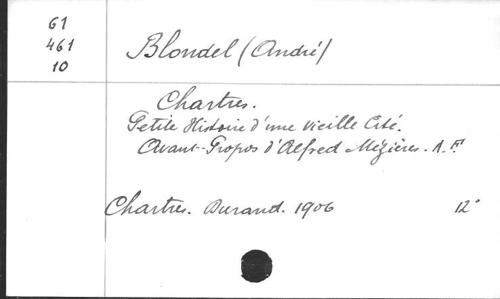 61
461
10
Blondel (André)
Chartres.
Petite Histoire d'une vieille Cité.
Avant-Propos d'Alfred Mézières. A. F.
Chartres. Durand. 1906 12°